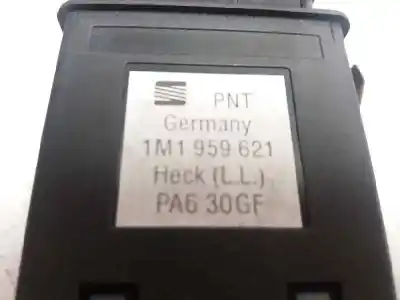 PNT
Germany
1M1 959 621
Heck (L.L.)
PA6 30GF